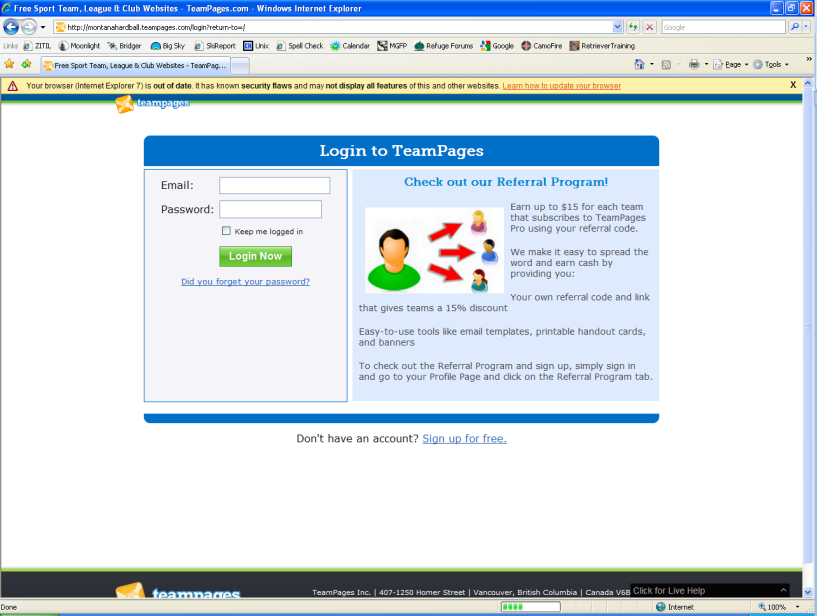 Free Sport Team, League & Club Websites - TeamPages.com - Windows Internet Explorer
http://montanahardball.teampages.com/login?return-to=/
Google
Links ZITIL Moonlight Bridger Big Sky SkiReport Unix Spell Check Calendar MGFP Refuge Forums Google CamoFire RetrieverTraining
Free Sport Team, League & Club Websites - TeamPag...
Page Tools
Your browser (Internet Explorer 7) is out of date. It has known security flaws and may not display all features of this and other websites. Learn how to update your browser X
teampages
Login to TeamPages
Email:
Password:
Keep me logged in
Login Now
Did you forget your password?
Check out our Referral Program!
Earn up to $15 for each team
that subscribes to TeamPages
Pro using your referral code.
We make it easy to spread the
word and earn cash by
providing you:
Your own referral code and link
that gives teams a 15% discount
Easy-to-use tools like email templates, printable handout cards,
and banners
To check out the Referral Program and sign up, simply sign in
and go to your Profile Page and click on the Referral Program tab.
Don't have an account? Sign up for free.
teampages
TeamPages Inc. | 407-1250 Homer Street | Vancouver, British Columbia | Canada V6B
Click for Live Help
Done
Internet
100%